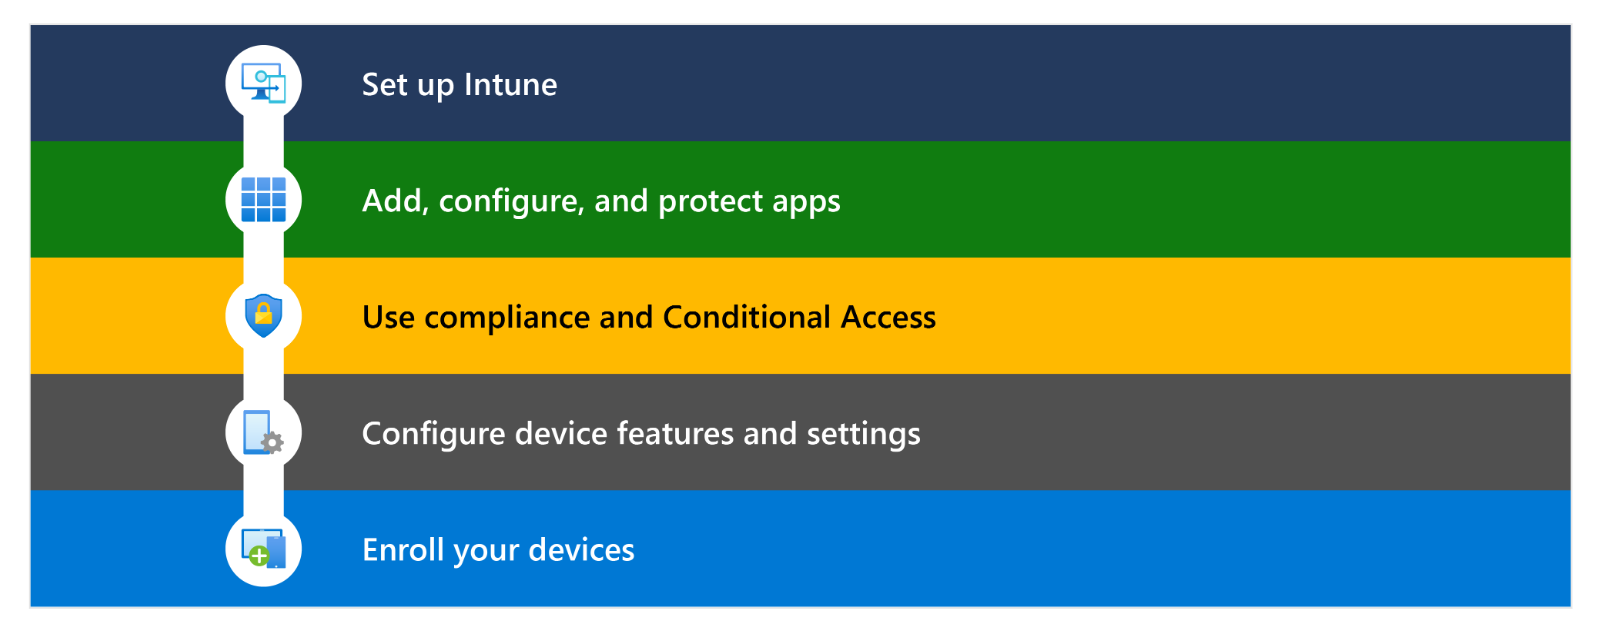 Set up Intune
Add, configure, and protect apps
Use compliance and Conditional Access
Configure device features and settings
Enroll your devices